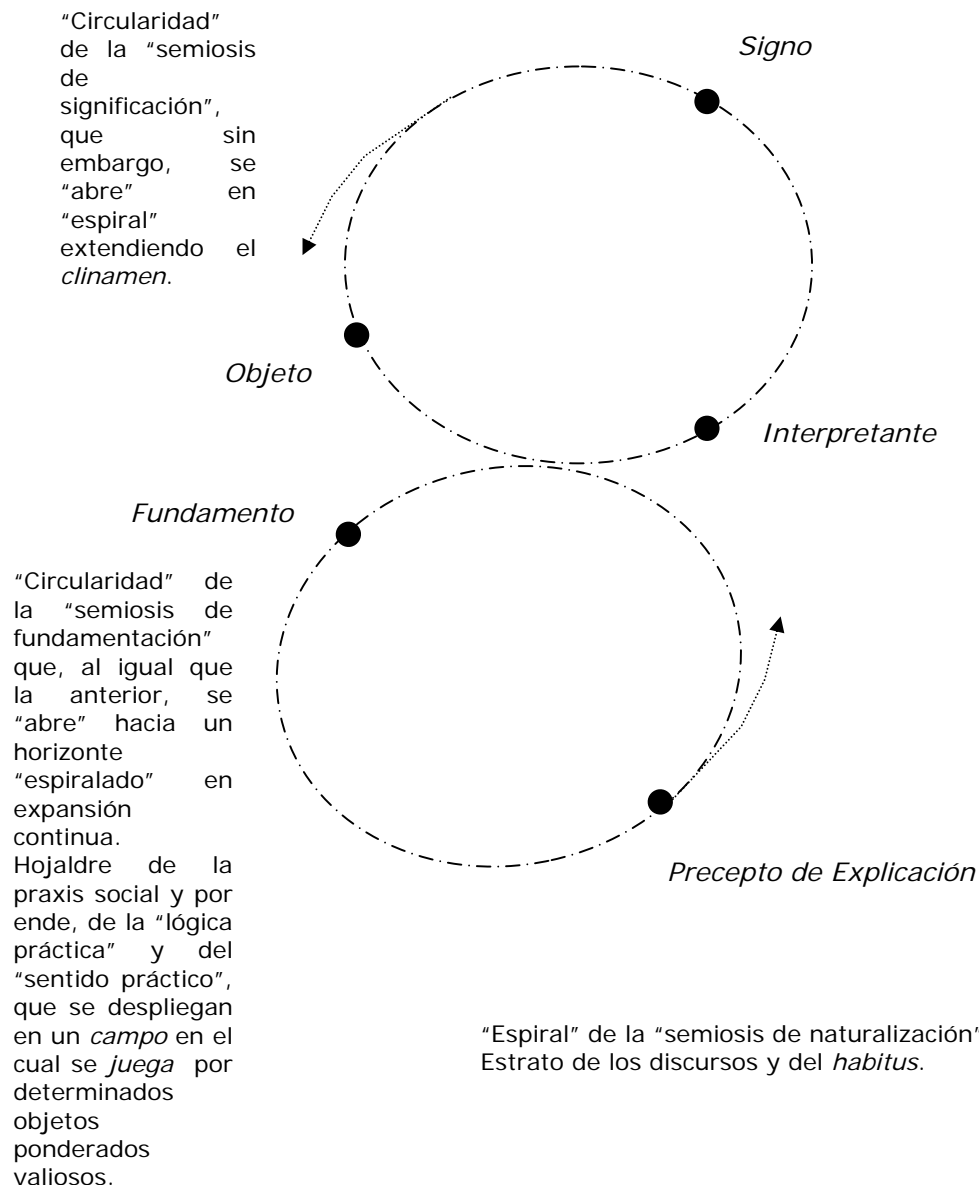 “Circularidad”
de la “semiosis
de
significación”,
que sin
embargo, se
“abre” en
“espiral”
extendiendo el
clinamen.
Signo
Objeto
Interpretante
Fundamento
“Circularidad” de
la “semiosis de
fundamentación”
que, al igual que
la anterior, se
“abre” hacia un
horizonte
“espiralado” en
expansión
continua.
Hojaldre de la
praxis social y por
ende, de la “lógica
práctica” y del
“sentido práctico”,
que se despliegan
en un campo en el
cual se juega por
determinados
objetos
ponderados
valiosos.
Precepto de Explicación
“Espiral” de la “semiosis de naturalización”
Estrato de los discursos y del habitus.